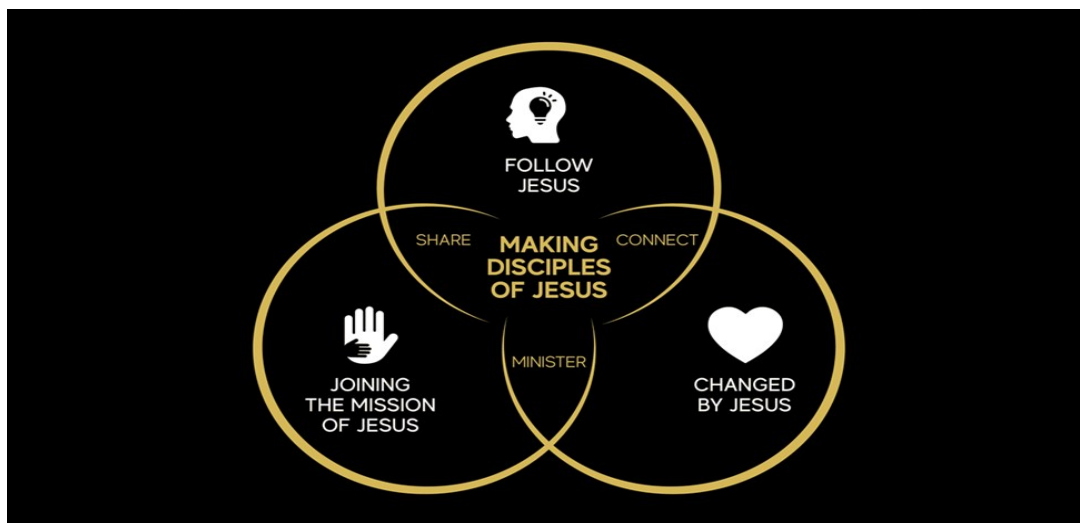 FOLLOW
JESUS
SHARE
MAKING
DISCIPLES
OF JESUS
CONNECT
MINISTER
JOINING
THE MISSION
OF JESUS
CHANGED
BY JESUS